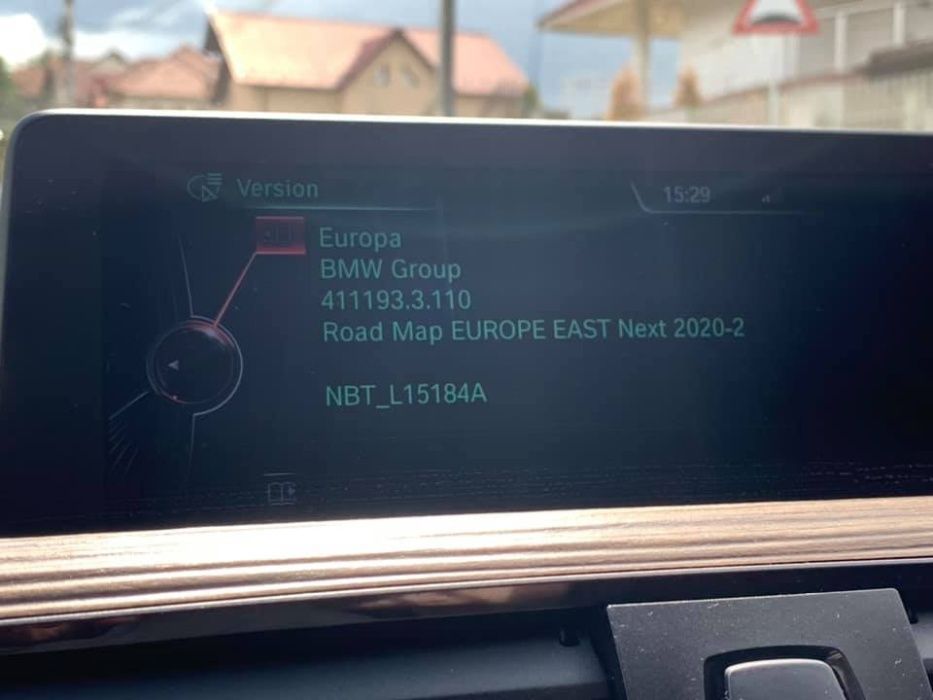 Version
15:29
Europa
BMW Group
411193.3.110
Road Map EUROPE EAST Next 2020-2
NBT_L15184A